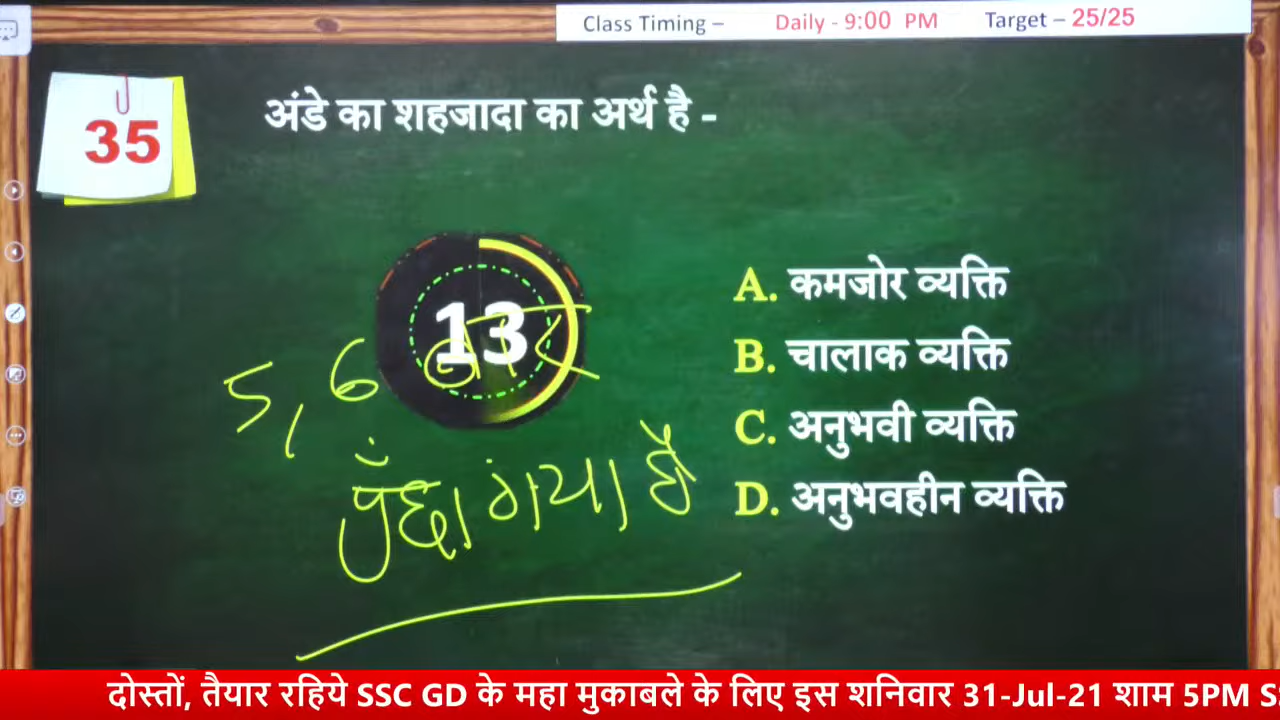 Class Timing – Daily - 9:00 PM Target – 25/25
35
अंडे का शहजादा का अर्थ है -
13
A. कमजोर व्यक्ति
B. चालाक व्यक्ति
C. अनुभवी व्यक्ति
D. अनुभवहीन व्यक्ति
5, 6 बार
पूँछा गया है
दोस्तों, तैयार रहिये SSC GD के महा मुकाबले के लिए इस शनिवार 31-Jul-21 शाम 5PM